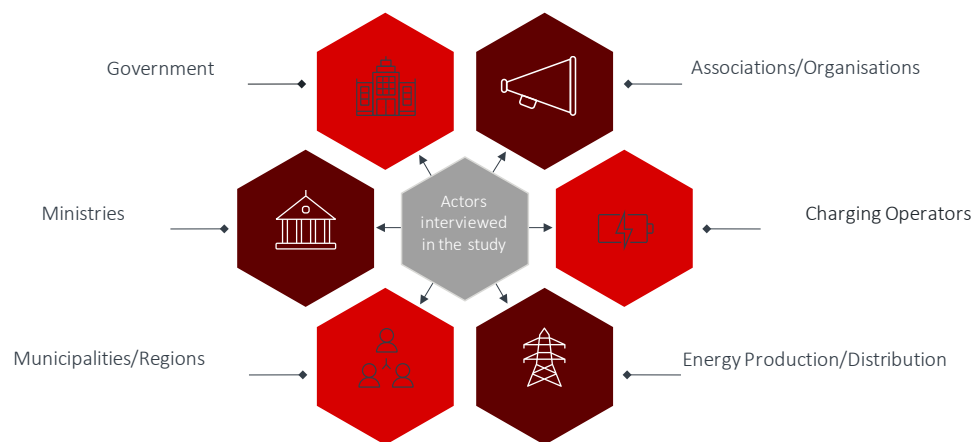 Government
Associations/Organisations
Ministries
Actors
interviewed
in the study
Charging Operators
Municipalities/Regions
Energy Production/Distribution